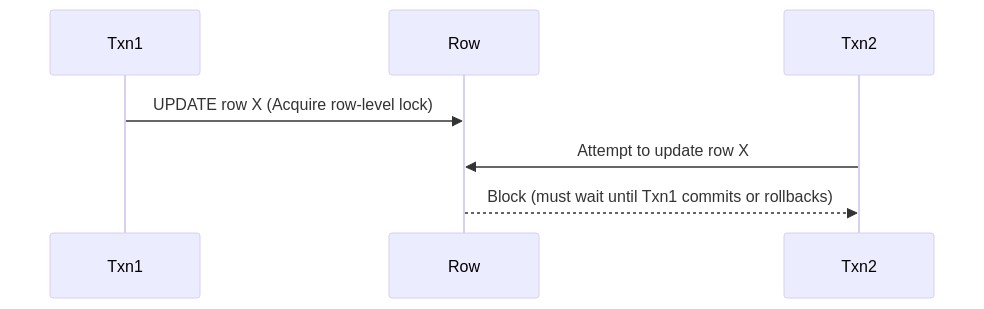 Txn1
Row
Txn2
UPDATE row X (Acquire row-level lock)
Attempt to update row X
Block (must wait until Txn1 commits or rollbacks)
Txn1
Row
Txn2